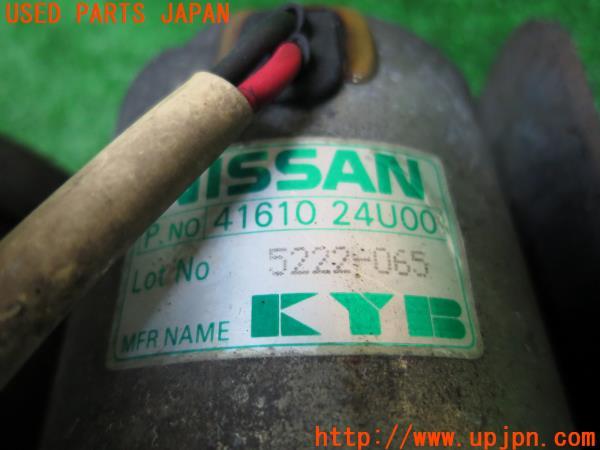 USED PARTS JAPAN
NISSAN
P. NO 41610 24U00
Lot No 5222-065
MFR NAME KYB
http://www.upjpn.com